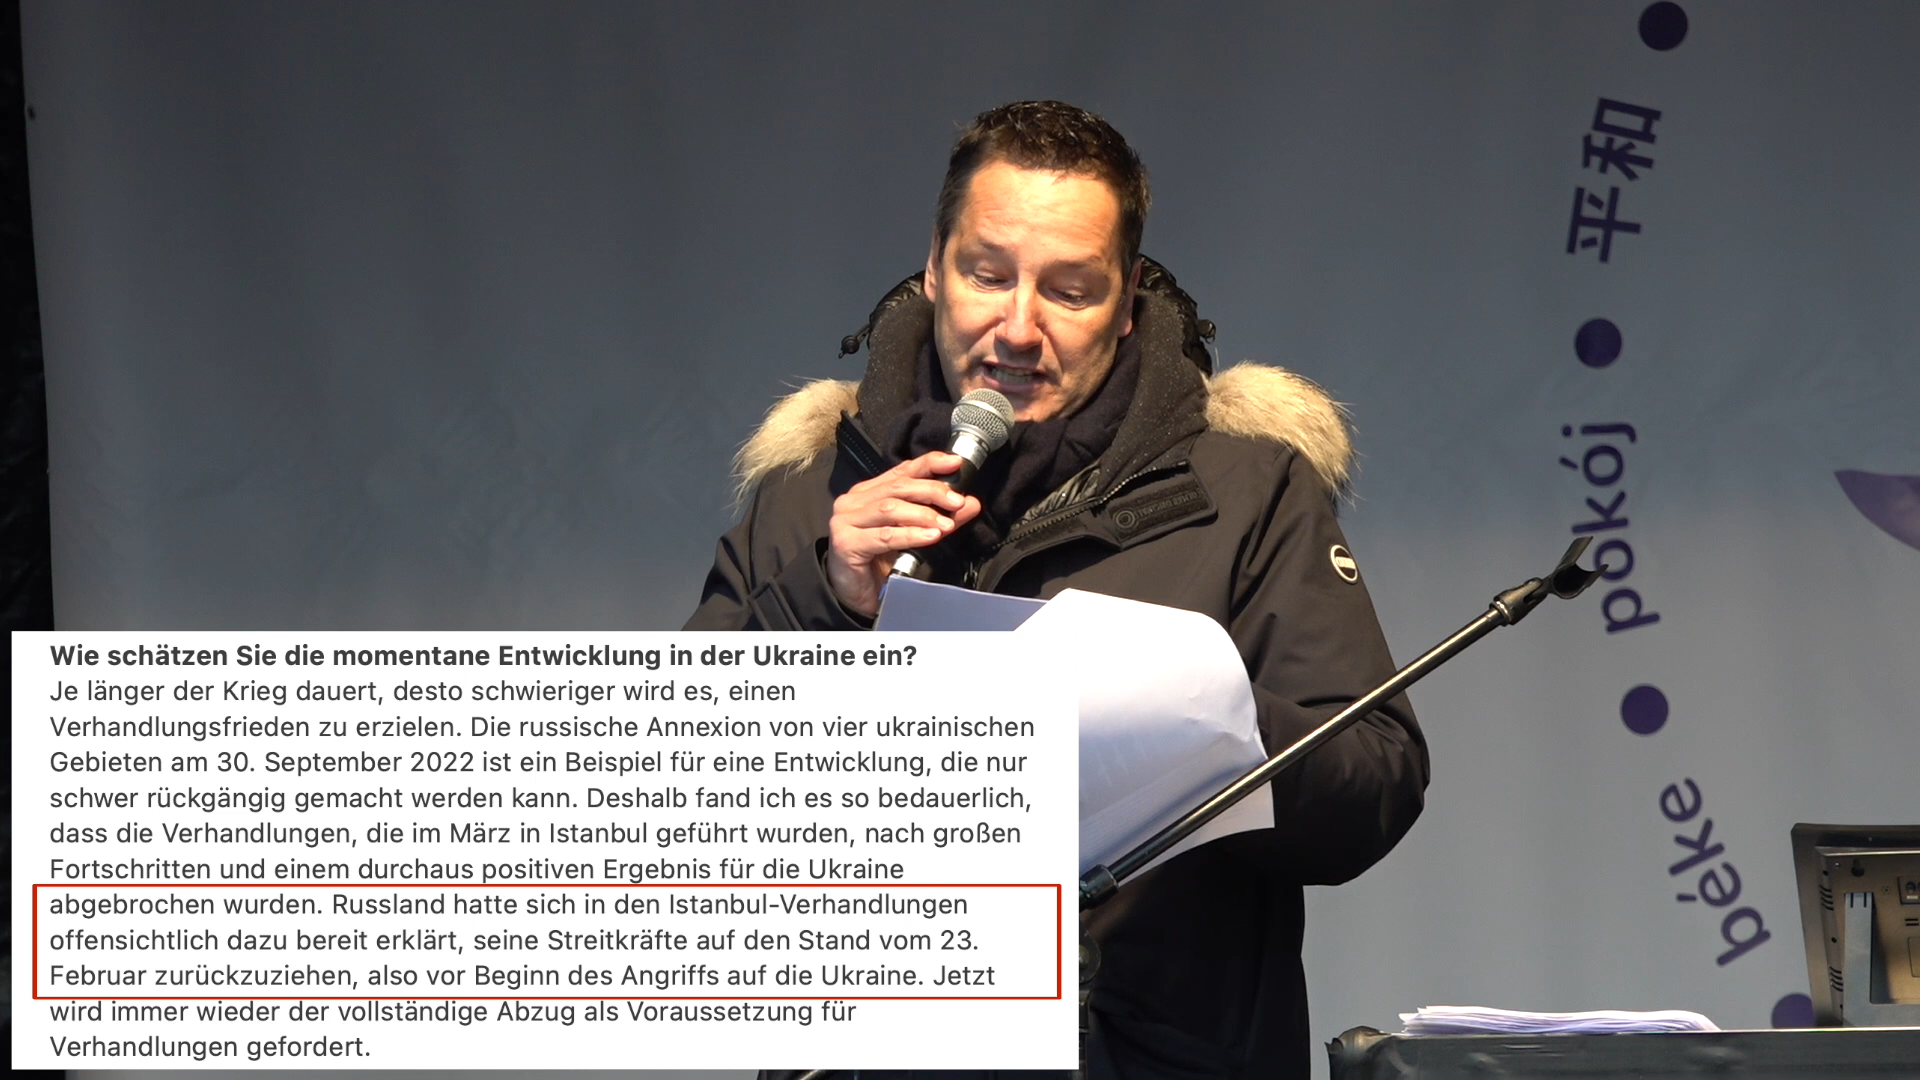 平和
pokój
béke
Wie schätzen Sie die momentane Entwicklung in der Ukraine ein?
Je länger der Krieg dauert, desto schwieriger wird es, einen
Verhandlungsfrieden zu erzielen. Die russische Annexion von vier ukrainischen
Gebieten am 30. September 2022 ist ein Beispiel für eine Entwicklung, die nur
schwer rückgängig gemacht werden kann. Deshalb fand ich es so bedauerlich,
dass die Verhandlungen, die im März in Istanbul geführt wurden, nach großen
Fortschritten und einem durchaus positiven Ergebnis für die Ukraine
abgebrochen wurden. Russland hatte sich in den Istanbul-Verhandlungen
offensichtlich dazu bereit erklärt, seine Streitkräfte auf den Stand vom 23.
Februar zurückzuziehen, also vor Beginn des Angriffs auf die Ukraine. Jetzt
wird immer wieder der vollständige Abzug als Voraussetzung für
Verhandlungen gefordert.